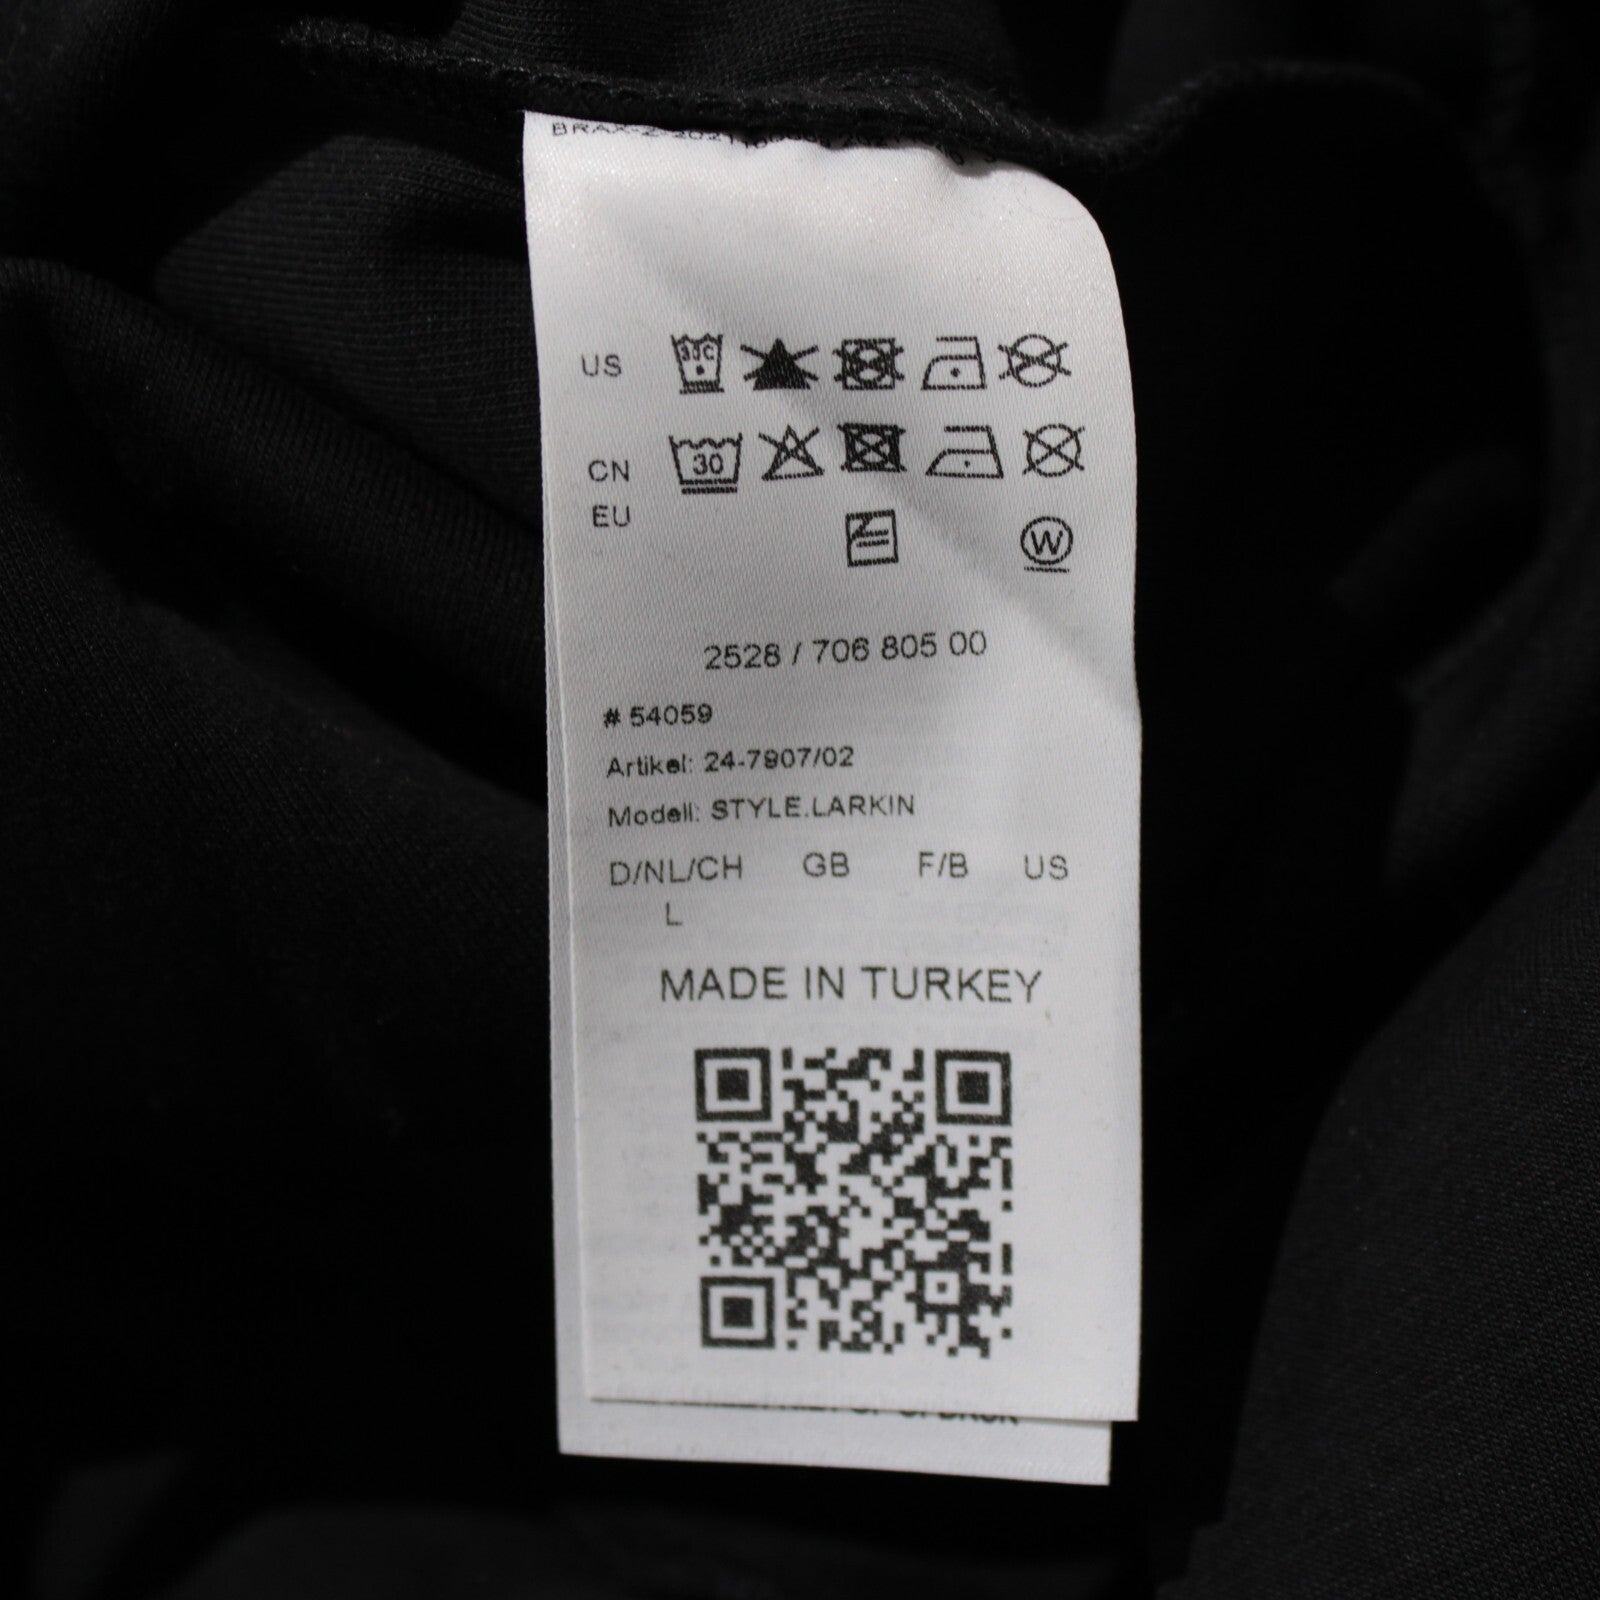 US 30C
CN 30
EU W
2528 / 706 805 00
# 54059
Artikel: 24-7907/02
Modell: STYLE.LARKIN
D/NL/CH GB F/B US
L
MADE IN TURKEY